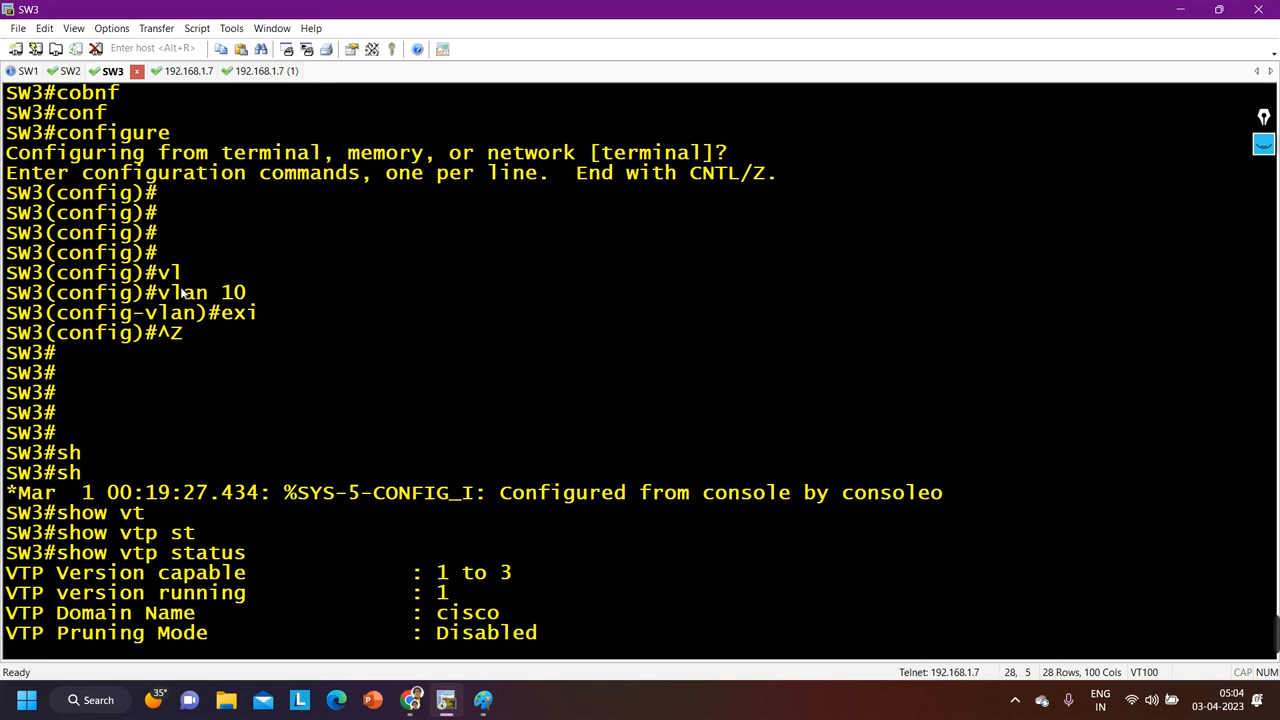 SW3
File Edit View Options Transfer Script Tools Window Help
Enter host <Alt+R>
SW1 SW2 SW3 192.168.1.7 192.168.1.7 (1)
SW3#cobnf
SW3#conf
SW3#configure
Configuring from terminal, memory, or network [terminal]?
Enter configuration commands, one per line.  End with CNTL/Z.
SW3(config)#
SW3(config)#
SW3(config)#
SW3(config)#
SW3(config)#vl
SW3(config)#vlan 10
SW3(config-vlan)#exi
SW3(config)#^Z
SW3#
SW3#
SW3#
SW3#
SW3#
SW3#sh
SW3#sh
*Mar  1 00:19:27.434: %SYS-5-CONFIG_I: Configured from console by consoleo
SW3#show vt
SW3#show vtp st
SW3#show vtp status
VTP Version capable : 1 to 3
VTP version running : 1
VTP Domain Name : cisco
VTP Pruning Mode : Disabled
Ready Telnet: 192.168.1.7 28, 5 28 Rows, 100 Cols VT100 CAP NUM
35° Search ENG IN 05:04 03-04-2023